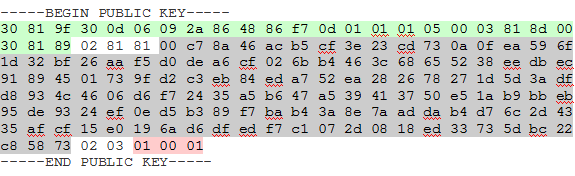 -----BEGIN PUBLIC KEY-----
30 81 9f 30 0d 06 09 2a 86 48 86 f7 0d 01 01 01 05 00 03 81 8d 00
30 81 89 02 81 81 00 c7 8a 46 ac b5 cf 3e 23 cd 73 0a 0f ea 59 6f
1d 32 bf 26 aa f5 d0 de a6 cf 02 6b b4 46 3c 68 65 52 38 ee db ec
91 89 45 01 73 9f d2 c3 eb 84 ed a7 52 ea 28 26 78 27 1d 5d 3a df
d8 93 4c 46 06 d6 f7 24 35 a5 b6 47 a5 39 41 37 50 e5 1a b9 bb eb
95 de 93 24 ef 0e d5 b3 89 f7 ba b4 3a 8e 7a ad da b4 d7 6c 2d 43
35 af cf 15 e0 19 6a d6 df ed f7 c1 07 2d 08 18 ed 33 73 5d bc 22
c8 58 73 02 03 01 00 01
-----END PUBLIC KEY-----